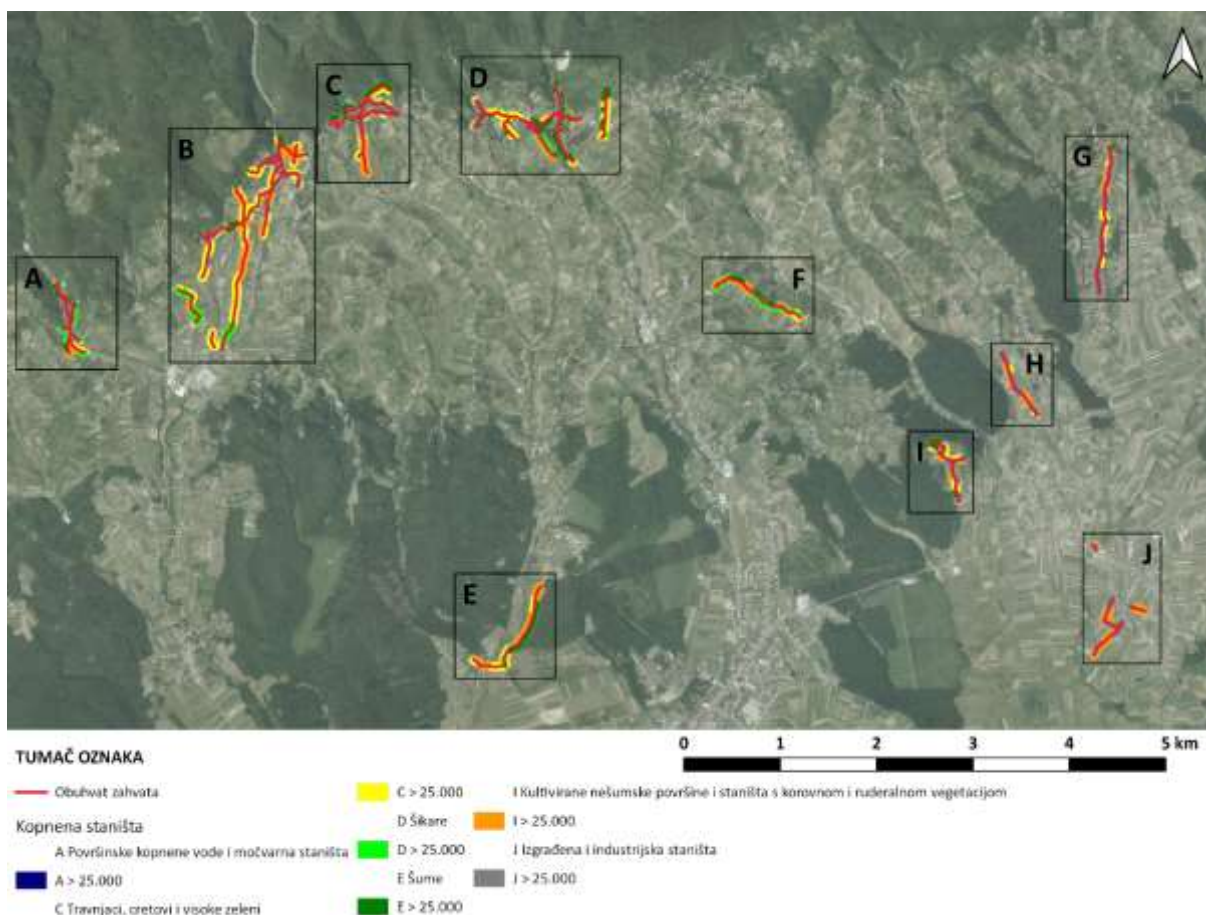 C
D
B
G
A
F
H
I
E
J
TUMAČ OZNAKA
0 1 2 3 4 5 km
Obuhvat zahvata
Kopnena staništa
A Površinske kopnene vode i močvarna staništa
A > 25.000
C Travnjaci, cretovi i visoke zeleni
C > 25.000
D Šikare
D > 25.000
E Šume
E > 25.000
I Kultivirane nešumske površine i staništa s korovnom i ruderalnom vegetacijom
I > 25.000
J Izgrađena i industrijska staništa
J > 25.000